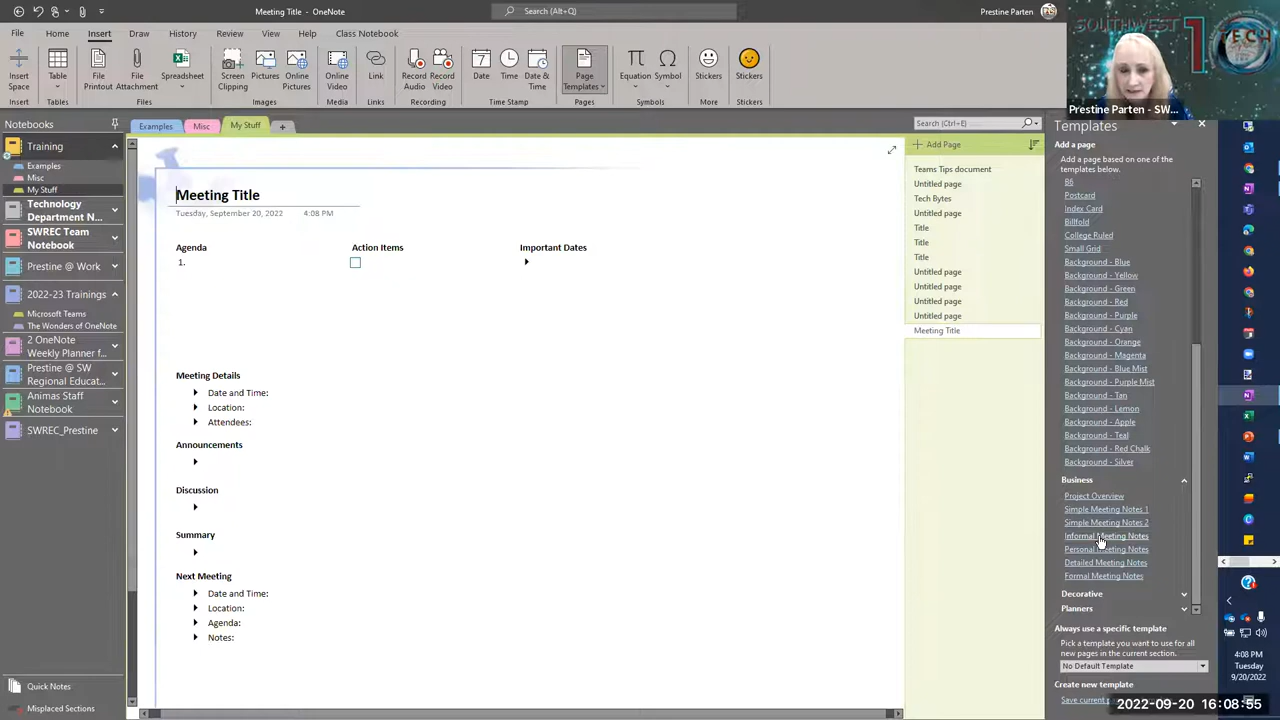 Meeting Title - OneNote
Search (Alt+Q)
Prestine Parten
File Home Insert Draw History Review View Help Class Notebook
Insert Space
Table
File Printout
File Attachment
Spreadsheet
Screen Clipping
Pictures
Online Pictures
Online Video
Link
Record Audio
Record Video
Date
Time
Date & Time
Page Templates
Equation
Symbol
Stickers
Stickers
Insert Tables Files Images Media Links Recording Time Stamp Pages Symbols More Stickers
SOUTHWEST 1
TECH
Prestine Parten - SW...
Notebooks
Training
Examples
Misc
My Stuff
Technology Department N...
SWREC Team Notebook
Prestine @ Work
2022-23 Trainings
Microsoft Teams
The Wonders of OneNote
2 OneNote Weekly Planner f...
Prestine @ SW Regional Educat...
Animas Staff Notebook
SWREC_Prestine
Quick Notes
Misplaced Sections
Examples Misc My Stuff +
Search (Ctrl+E)
Meeting Title
Tuesday, September 20, 2022 4:08 PM
Agenda Action Items Important Dates
1.
Meeting Details
Date and Time:
Location:
Attendees:
Announcements
Discussion
Summary
Next Meeting
Date and Time:
Location:
Agenda:
Notes:
Add Page
Teams Tips document
Untitled page
Tech Bytes
Untitled page
Title
Title
Title
Untitled page
Untitled page
Untitled page
Untitled page
Meeting Title
Templates
Add a page
Add a page based on one of the
templates below.
B6
Postcard
Index Card
Billfold
College Ruled
Small Grid
Background - Blue
Background - Yellow
Background - Green
Background - Red
Background - Purple
Background - Cyan
Background - Orange
Background - Magenta
Background - Blue Mist
Background - Purple Mist
Background - Tan
Background - Lemon
Background - Apple
Background - Teal
Background - Red Chalk
Background - Silver
Business
Project Overview
Simple Meeting Notes 1
Simple Meeting Notes 2
Informal Meeting Notes
Personal Meeting Notes
Detailed Meeting Notes
Formal Meeting Notes
Decorative
Planners
Always use a specific template
Pick a template you want to use for all
new pages in the current section.
No Default Template
Create new template
Save current
4:08 PM
Tuesday
9/20/2022
2022-09-20 16:08:55